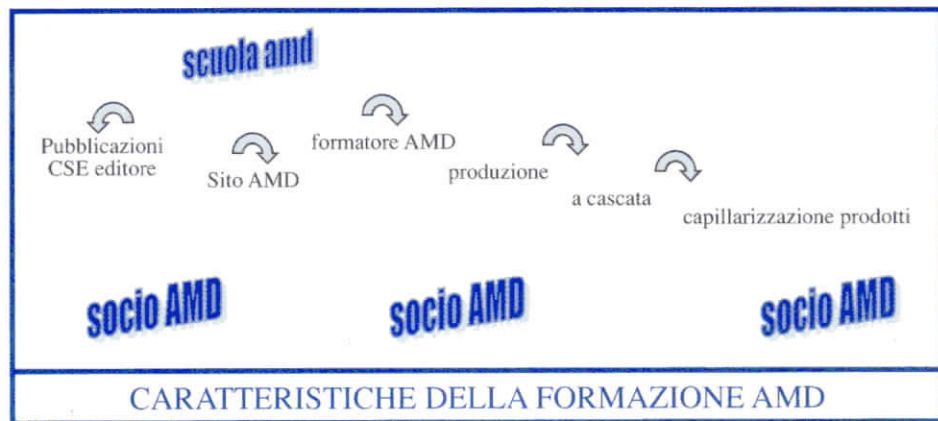 scuola amd
Pubblicazioni
CSE editore
Sito AMD
formatore AMD
produzione
a cascata
capillarizzazione prodotti
socio AMD
socio AMD
socio AMD
CARATTERISTICHE DELLA FORMAZIONE AMD